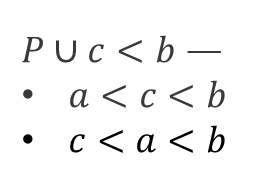 P ∪ c < b —
• a < c < b
• c < a < b